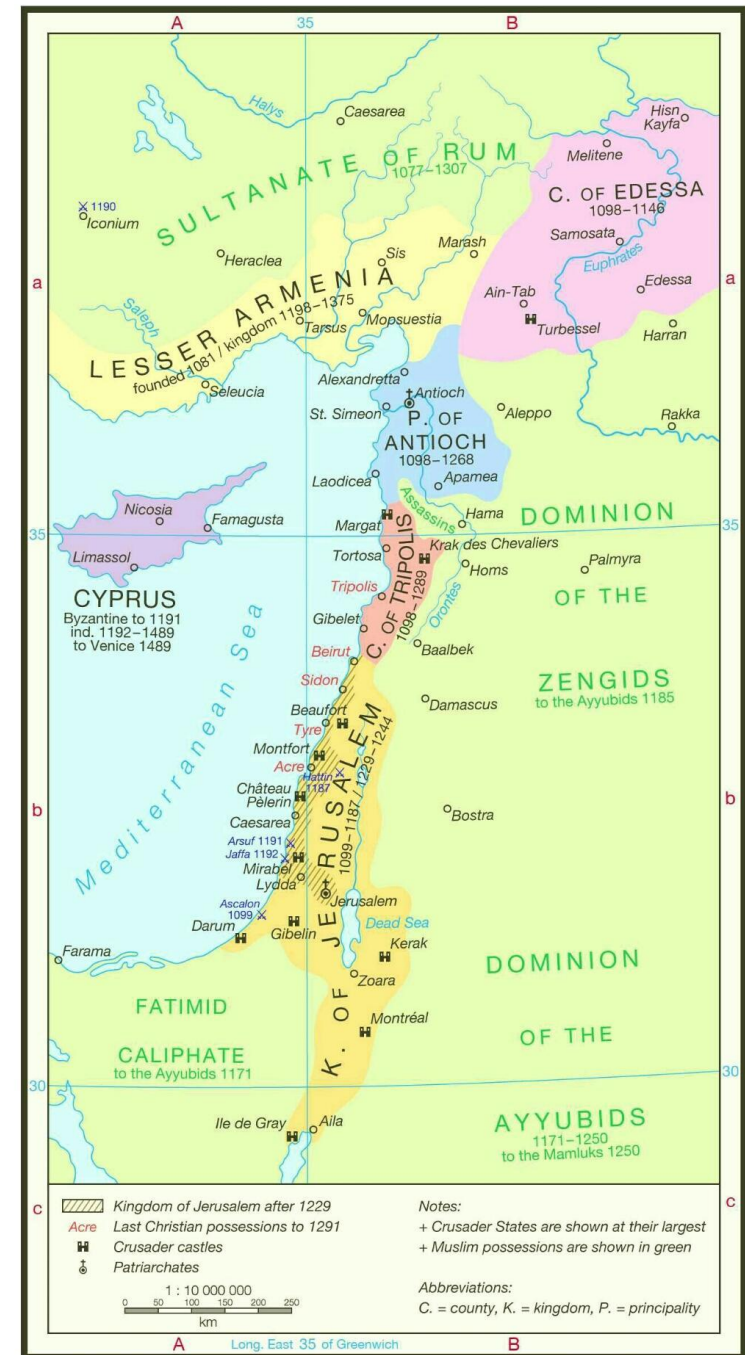 A
35
B
Halys
Caesarea
Hisn
Kayfa
Melitene
SULTANATE OF RUM
1077–1307
C. OF EDESSA
1098–1146
1190
Iconium
Heraclea
Sis
Marash
Samosata
Euphrates
a
a
Edessa
Ain-Tab
Turbessel
Harran
Saleph
LESSER ARMENIA
founded 1081 / kingdom 1198–1375
Tarsus
Mopsuestia
Seleucia
Alexandretta
Antioch
St. Simeon
P. OF
ANTIOCH
1098–1268
Aleppo
Rakka
Laodicea
Apamea
Assassins
Nicosia
Famagusta
Limassol
Margat
Hama
DOMINION
35
35
Tortosa
Krak des Chevaliers
Homs
Palmyra
CYPRUS
Byzantine to 1191
ind. 1192–1489
to Venice 1489
Tripolis
C. OF TRIPOLIS
1098–1289
Orontes
OF THE
Gibelet
Baalbek
Beirut
ZENGIDS
to the Ayyubids 1185
Sidon
Damascus
Beaufort
Tyre
Mediterranean Sea
Montfort
Acre
Hattin
1187
b
b
Château
Pèlerin
Caesarea
Bostra
Arsuf 1191
Jaffa 1192
Mirabel
Lydda
K. OF JERUSALEM
1099–1187 / 1229–1244
Jerusalem
Ascalon
1099
Dead Sea
Darum
Gibelin
Kerak
Farama
Zoara
DOMINION
FATIMID
Montréal
OF THE
CALIPHATE
to the Ayyubids 1171
30
30
Ile de Gray
Aila
AYYUBIDS
1171–1250
to the Mamluks 1250
c
c
Kingdom of Jerusalem after 1229
Acre Last Christian possessions to 1291
Crusader castles
Patriarchates
1 : 10 000 000
0 50 100 150 200 250
km
Notes:
+ Crusader States are shown at their largest
+ Muslim possessions are shown in green
Abbreviations:
C. = county, K. = kingdom, P. = principality
A
Long. East 35 of Greenwich
B